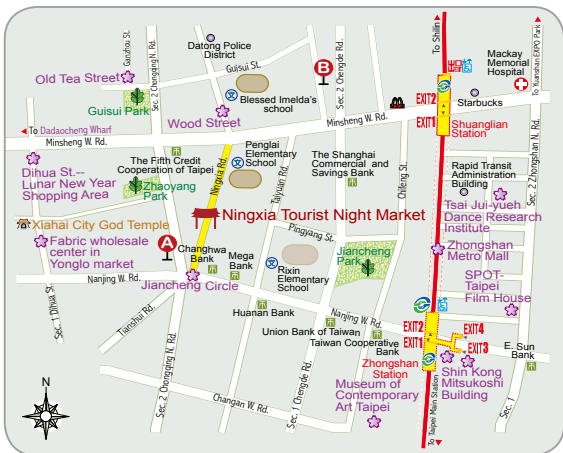 Ganzhou St.
Sec. 2 Chongqing N. Rd.
Datong Police
District
Guisui St.
Old Tea Street
Guisui Park
Blessed Imelda's
school
Wood Street
B
Sec. 2 Chengde Rd.
To Shilin
EXIT2
EXIT1
Mackay
Memorial
Hospital
To Yuanshan EXPO Park
Starbucks
Shuanglian
Station
Minsheng W. Rd.
To Dadaocheng Wharf
Minsheng W. Rd.
The Fifth Credit
Cooperation of Taipei
Penglai
Elementary
School
The Shanghai
Commercial and
Savings Bank
Rapid Transit
Administration
Building
Sec. 2 Zhongshan N. Rd.
Dihua St.--
Lunar New Year
Shopping Area
Zhaoyang
Park
Ningxia Rd.
Taiyuan Rd.
Chifeng St.
Tsai Jui-yueh
Dance Research
Institute
Ningxia Tourist Night Market
Xiahai City God Temple
Fabric wholesale
center in
Yonglo market
A
Changhwa
Bank
Mega
Bank
Pingyang St.
Jiancheng
Park
Zhongshan
Metro Mall
Rixin
Elementary
School
SPOT-
Taipei
Film House
Nanjing W. Rd.
Jiancheng Circle
Sec. 1 Dihua St.
Tianshui Rd.
Huanan Bank
Nanjing W. Rd.
Union Bank of Taiwan
Taiwan Cooperative
Bank
EXIT2
EXIT1
EXIT4
EXIT3
E. Sun
Bank
Zhongshan
Station
Shin Kong
Mitsukoshi
Building
Museum of
Contemporary
Art Taipei
Sec. 2 Chongqing N. Rd.
Changan W. Rd.
Sec. 1 Chengde Rd.
Sec. 1
To Taipei Main Station
N